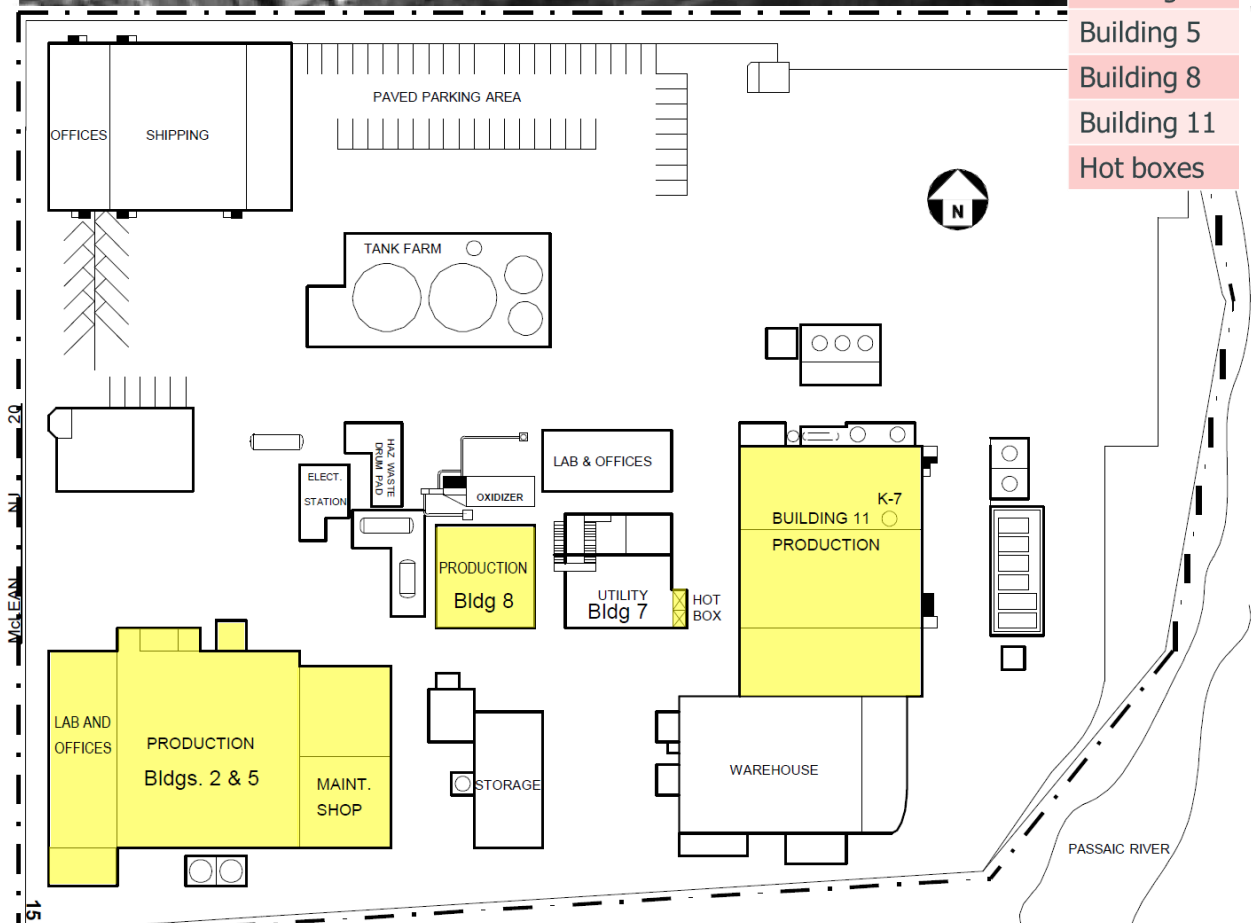 Building 5
Building 8
Building 11
Hot boxes
PAVED PARKING AREA
OFFICES
SHIPPING
N
TANK FARM
20
NJ
McLEAN
15
HAZ WASTE
DRUM PAD
ELECT.
STATION
OXIDIZER
LAB & OFFICES
K-7
BUILDING 11
PRODUCTION
PRODUCTION
Bldg 8
UTILITY
Bldg 7
HOT
BOX
LAB AND
OFFICES
PRODUCTION
Bldgs. 2 & 5
MAINT.
SHOP
STORAGE
WAREHOUSE
PASSAIC RIVER